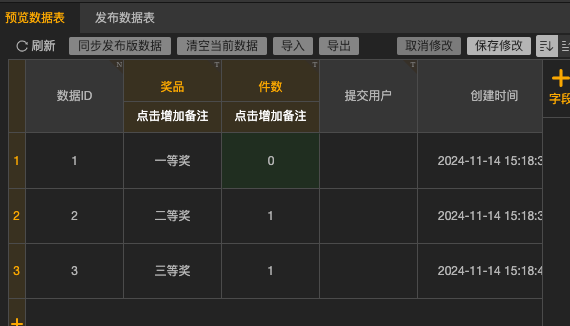 预览数据表 发布数据表
刷新 同步发布版数据 清空当前数据 导入 导出 取消修改 保存修改
数据ID N 奖品 T 件数 T 提交用户 T 创建时间 字段
点击增加备注 点击增加备注
1 1 一等奖 0 2024-11-14 15:18:3
2 2 二等奖 1 2024-11-14 15:18:3
3 3 三等奖 1 2024-11-14 15:18:4